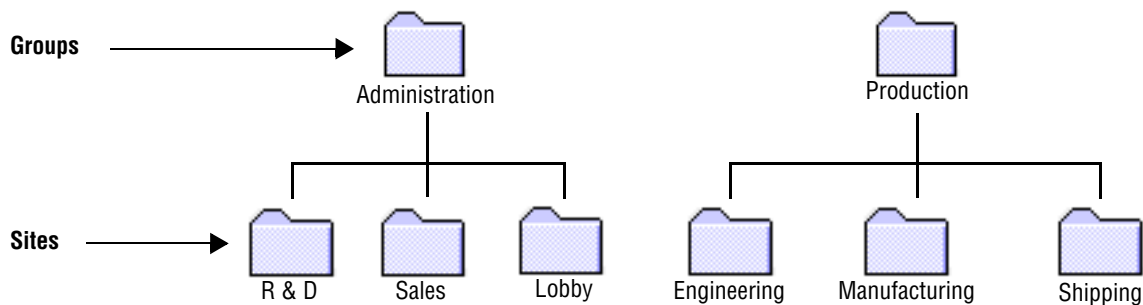 Groups
Administration
Production
Sites
R & D
Sales
Lobby
Engineering
Manufacturing
Shipping